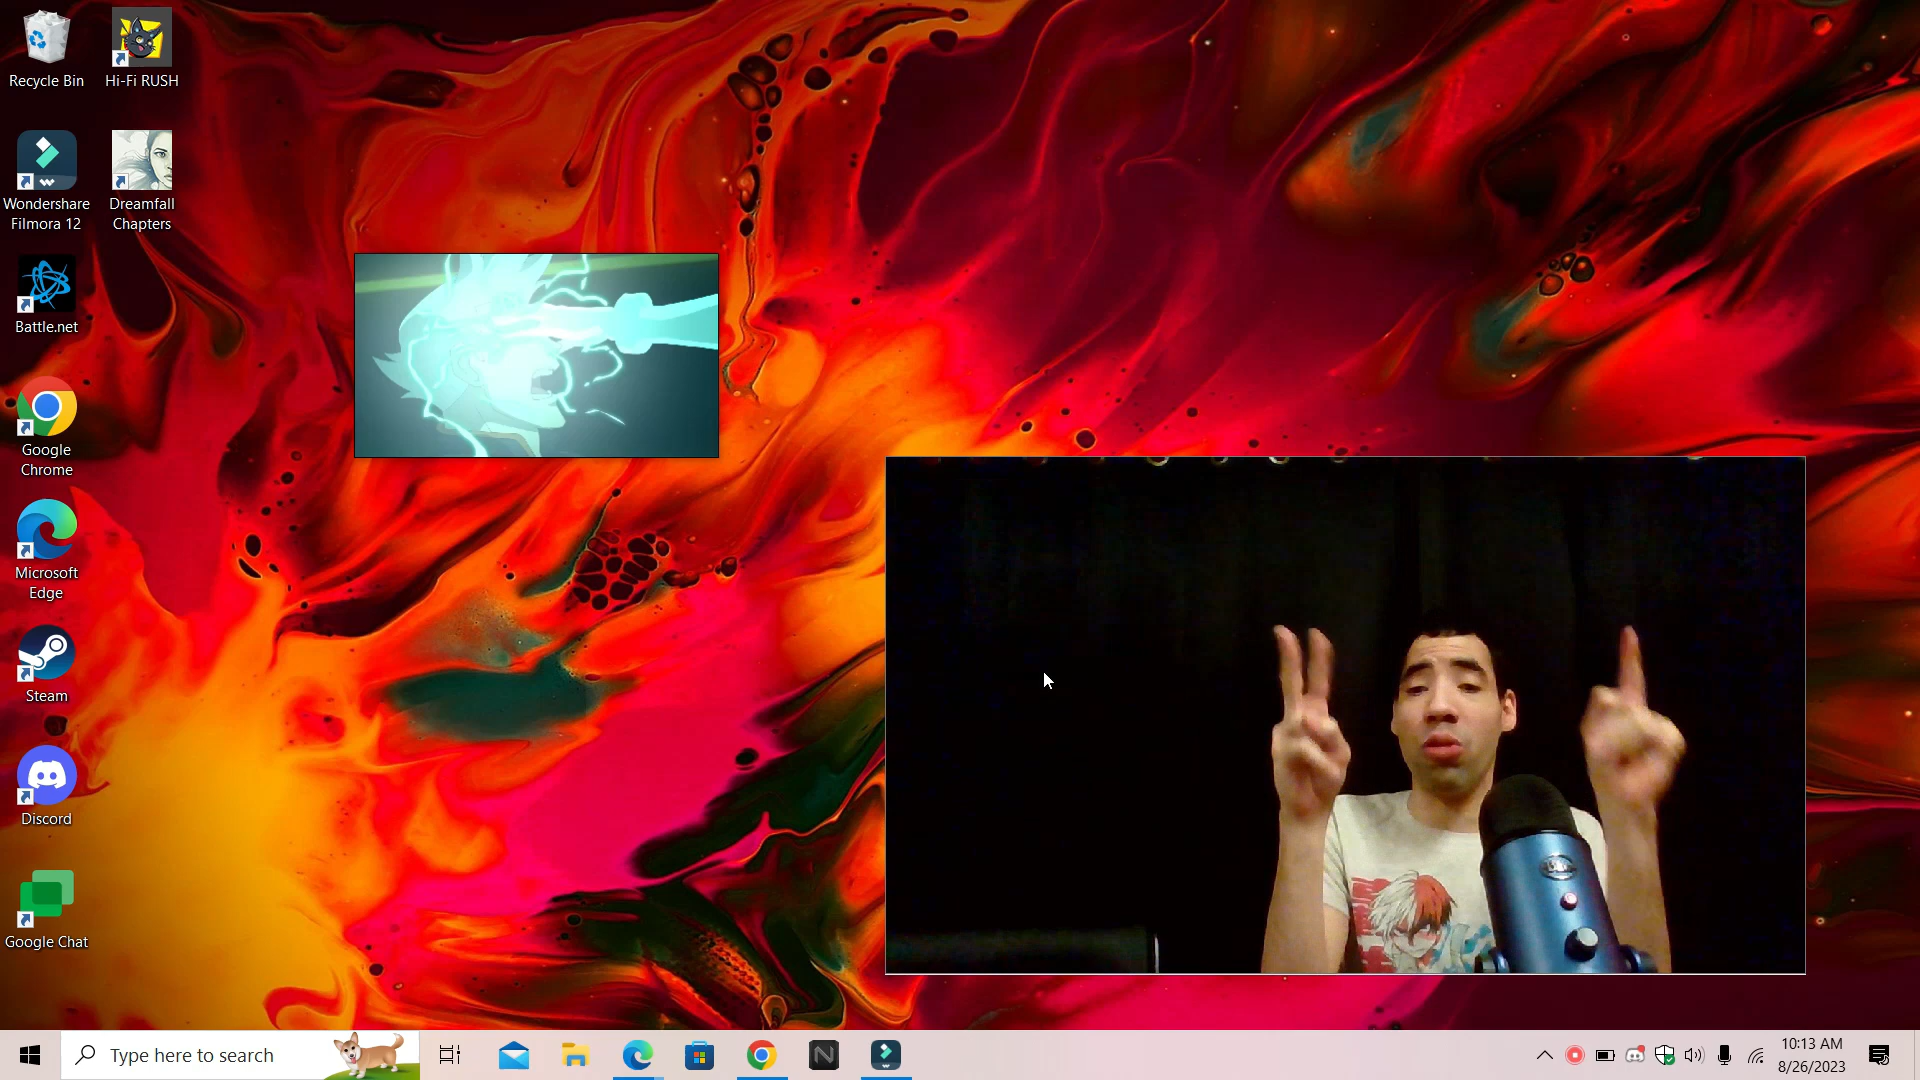 Recycle Bin
Hi-Fi RUSH
Wondershare
Filmora 12
Dreamfall
Chapters
Battle.net
Google
Chrome
Microsoft
Edge
Steam
Discord
Google Chat
Type here to search
10:13 AM
8/26/2023